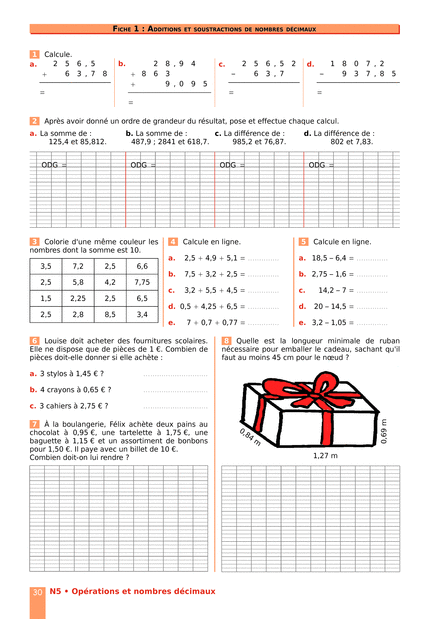 FICHE 1 : ADDITIONS ET SOUSTRACTIONS DE NOMBRES DÉCIMAUX
1 Calcule.
a. 2 5 6,5
+ 6 3,7 8
=
b. 2 8,9 4
+ 8 6 3
+ 9,0 9 5
=
c. 2 5 6,5 2
– 6 3,7
=
d. 1 8 0 7,2
– 9 3 7,8 5
=
2 Après avoir donné un ordre de grandeur du résultat, pose et effectue chaque calcul.
a. La somme de :
125,4 et 85,812.
b. La somme de :
487,9 ; 2841 et 618,7.
c. La différence de :
985,2 et 76,87.
d. La différence de :
802 et 7,83.
ODG = ODG = ODG = ODG =
3 Colorie d'une même couleur les
nombres dont la somme est 10.
3,5 7,2 2,5 6,6
2,5 5,8 4,2 7,75
1,5 2,25 2,5 6,5
2,5 2,8 8,5 3,4
4 Calcule en ligne.
a. 2,5 + 4,9 + 5,1 = ..............
b. 7,5 + 3,2 + 2,5 = ..............
c. 3,2 + 5,5 + 4,5 = ..............
d. 0,5 + 4,25 + 6,5 = ..............
e. 7 + 0,7 + 0,77 = ..............
5 Calcule en ligne.
a. 18,5 – 6,4 = ..............
b. 2,75 – 1,6 = ..............
c. 14,2 – 7 = ..............
d. 20 – 14,5 = ..............
e. 3,2 – 1,05 = ..............
6 Louise doit acheter des fournitures scolaires.
Elle ne dispose que de pièces de 1 €. Combien de
pièces doit-elle donner si elle achète :
a. 3 stylos à 1,45 € ? ..............
b. 4 crayons à 0,65 € ? ..............
c. 3 cahiers à 2,75 € ? ..............
7 À la boulangerie, Félix achète deux pains au
chocolat à 0,95 €, une tartelette à 1,75 €, une
baguette à 1,15 € et un assortiment de bonbons
pour 1,50 €. Il paye avec un billet de 10 €.
Combien doit-on lui rendre ?
8 Quelle est la longueur minimale de ruban
nécessaire pour emballer le cadeau, sachant qu'il
faut au moins 45 cm pour le nœud ?
0,84 m
0,69 m
1,27 m
30 N5 • Opérations et nombres décimaux